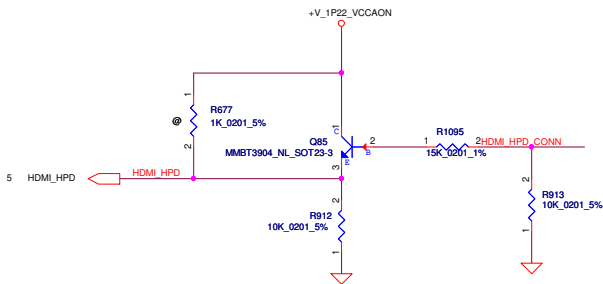 +V_1P22_VCCAON
1
R677
@
1K_0201_5%
2
1
C
Q85
MMBT3904_NL_SOT23-3
2
B
E
3
R1095
1
2
HDMI_HPD_CONN
15K_0201_1%
5
HDMI_HPD
HDMI_HPD
2
R912
10K_0201_5%
1
2
R913
10K_0201_5%
1